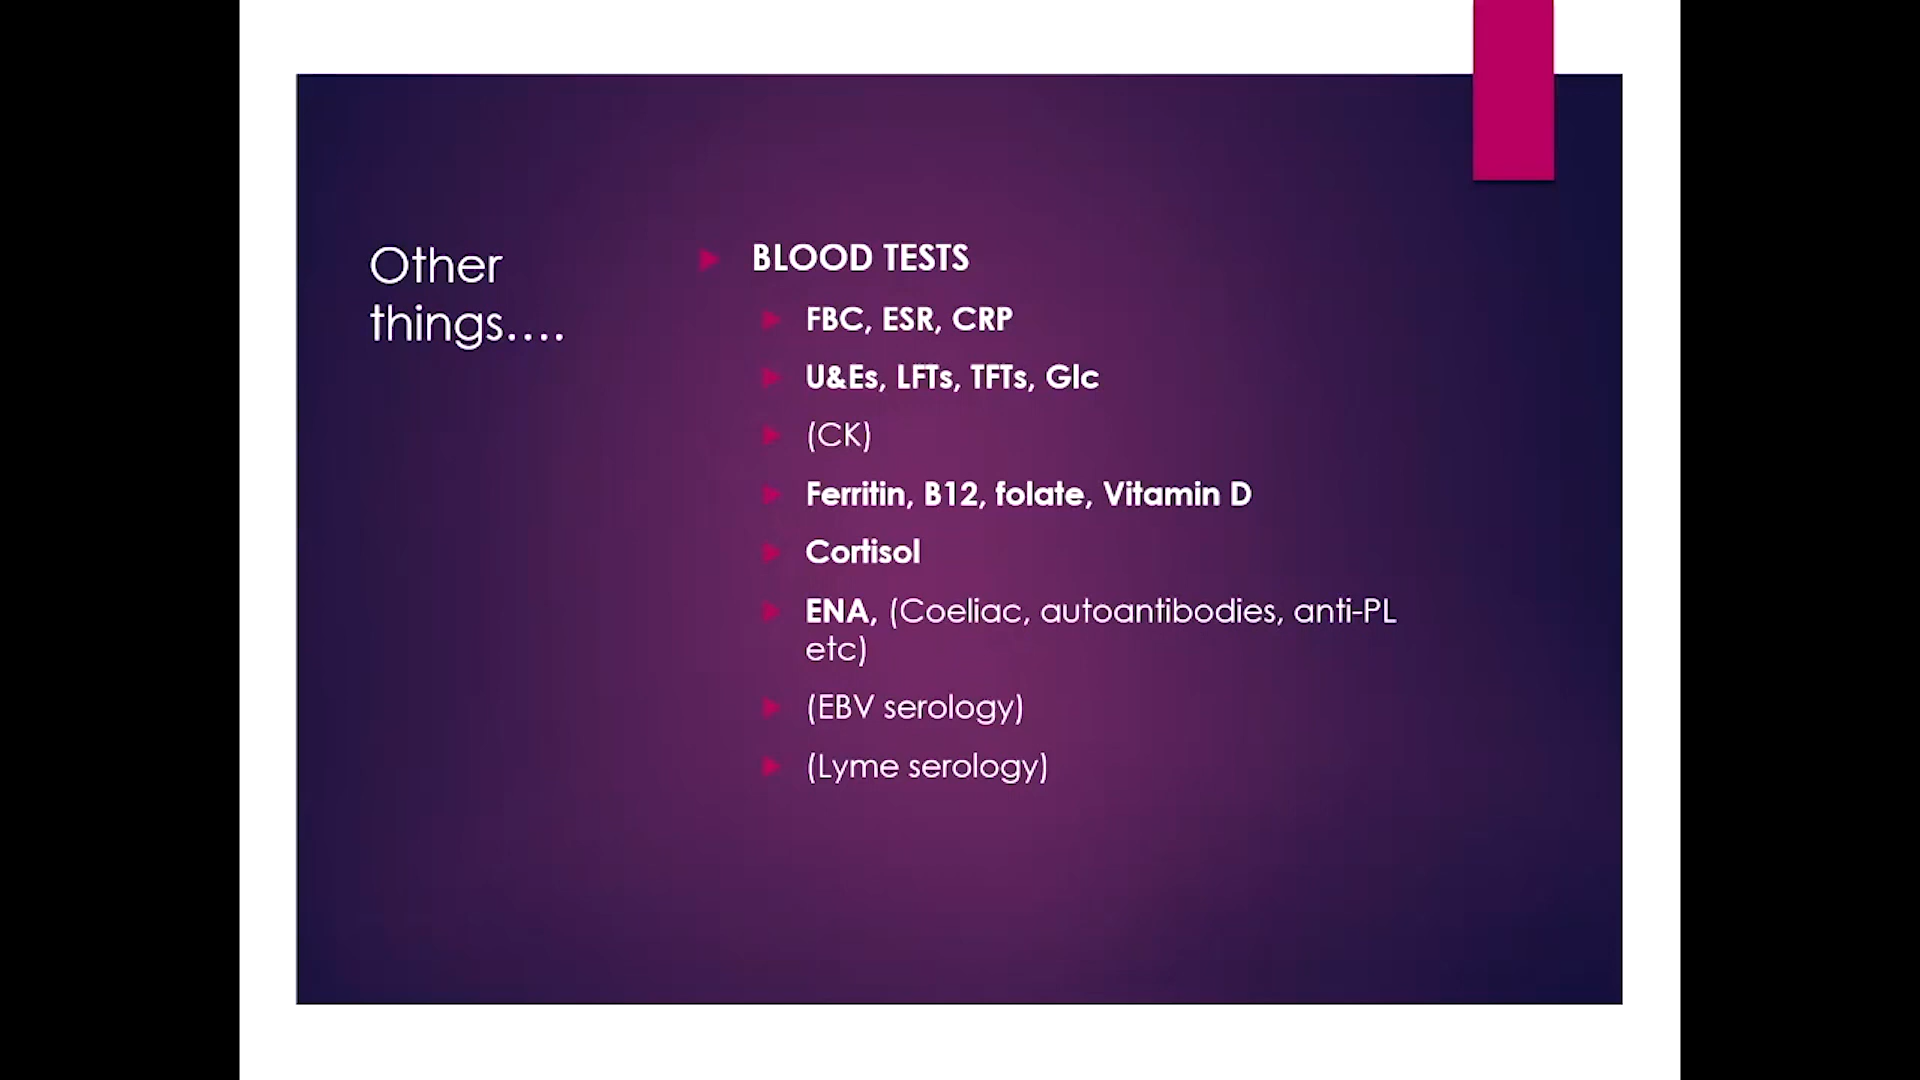 Other
things....
BLOOD TESTS
FBC, ESR, CRP
U&Es, LFTs, TFTs, Glc
(CK)
Ferritin, B12, folate, Vitamin D
Cortisol
ENA, (Coeliac, autoantibodies, anti-PL
etc)
(EBV serology)
(Lyme serology)